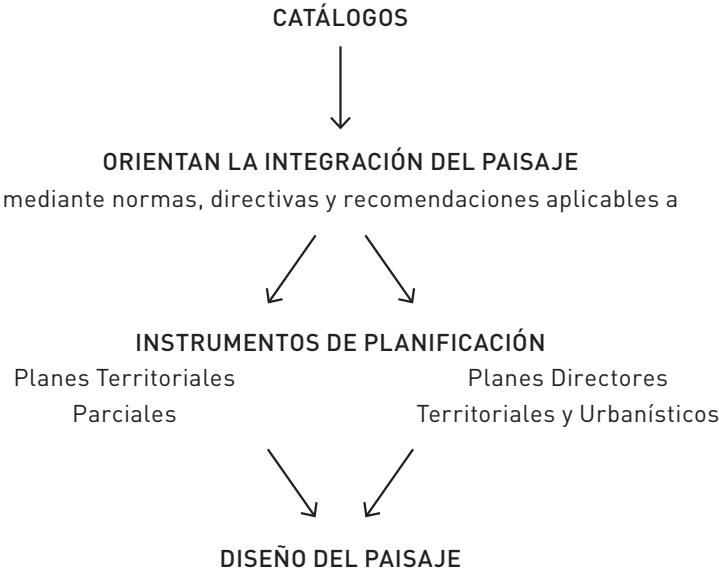 CATÁLOGOS
ORIENTAN LA INTEGRACIÓN DEL PAISAJE
mediante normas, directivas y recomendaciones aplicables a
INSTRUMENTOS DE PLANIFICACIÓN
Planes Territoriales
Parciales
Planes Directores
Territoriales y Urbanísticos
DISEÑO DEL PAISAJE